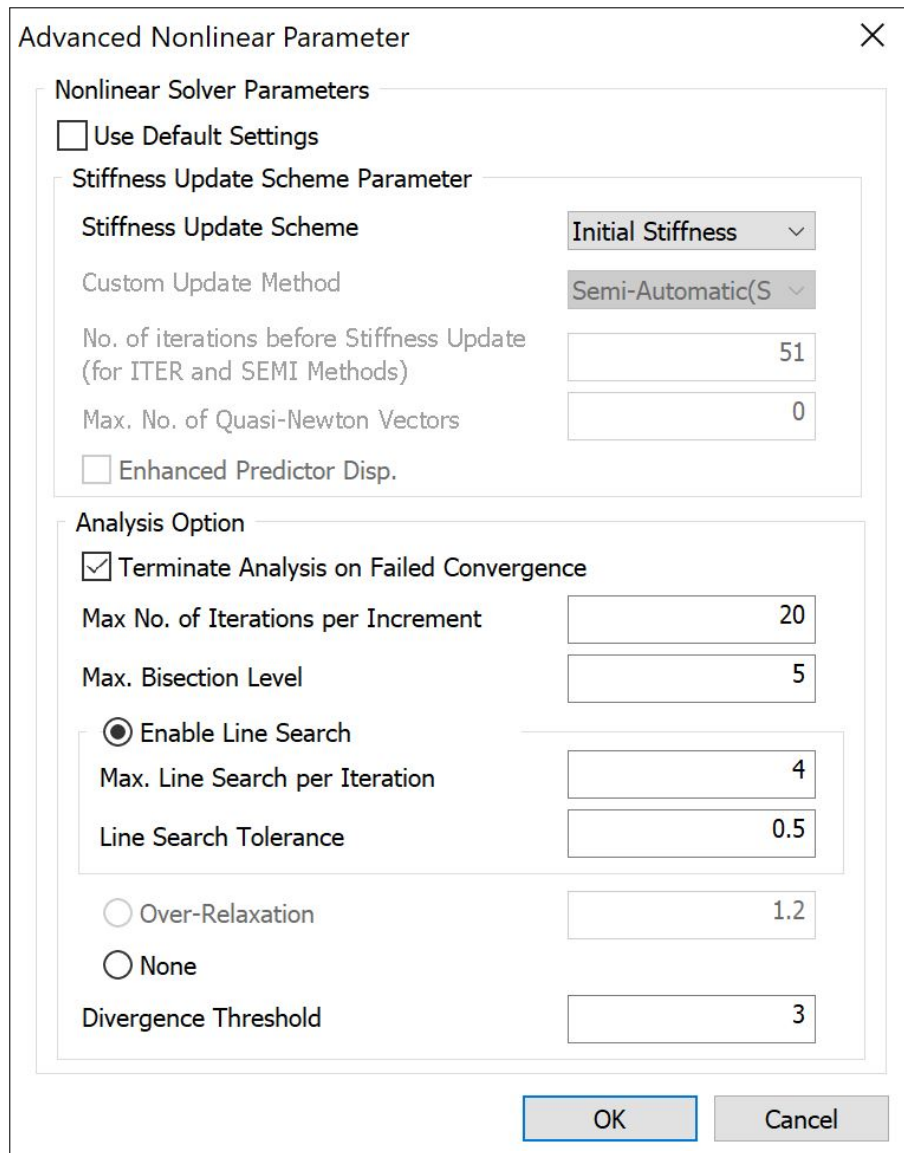 Advanced Nonlinear Parameter
Nonlinear Solver Parameters
Use Default Settings
Stiffness Update Scheme Parameter
Stiffness Update Scheme
Initial Stiffness
Custom Update Method
Semi-Automatic(S
No. of iterations before Stiffness Update
(for ITER and SEMI Methods)
51
Max. No. of Quasi-Newton Vectors
0
Enhanced Predictor Disp.
Analysis Option
Terminate Analysis on Failed Convergence
Max No. of Iterations per Increment
20
Max. Bisection Level
5
Enable Line Search
Max. Line Search per Iteration
4
Line Search Tolerance
0.5
Over-Relaxation
1.2
None
Divergence Threshold
3
OK
Cancel